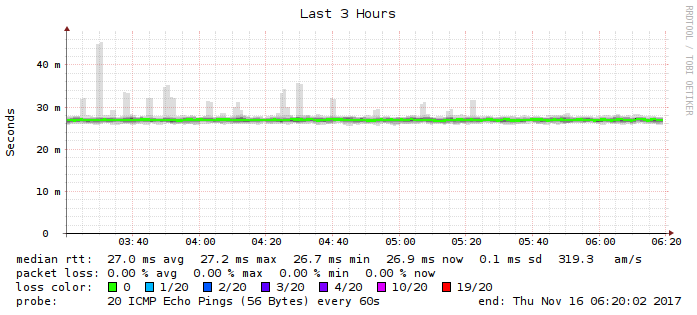 Last 3 Hours
RRDTOOL / TOBI OETIKER
Seconds
40 m
30 m
20 m
10 m
0
03:40 04:00 04:20 04:40 05:00 05:20 05:40 06:00 06:20
median rtt: 27.0 ms avg 27.2 ms max 26.7 ms min 26.9 ms now 0.1 ms sd 319.3 am/s
packet loss: 0.00 % avg 0.00 % max 0.00 % min 0.00 % now
loss color: 0 1/20 2/20 3/20 4/20 10/20 19/20
probe: 20 ICMP Echo Pings (56 Bytes) every 60s end: Thu Nov 16 06:20:02 2017